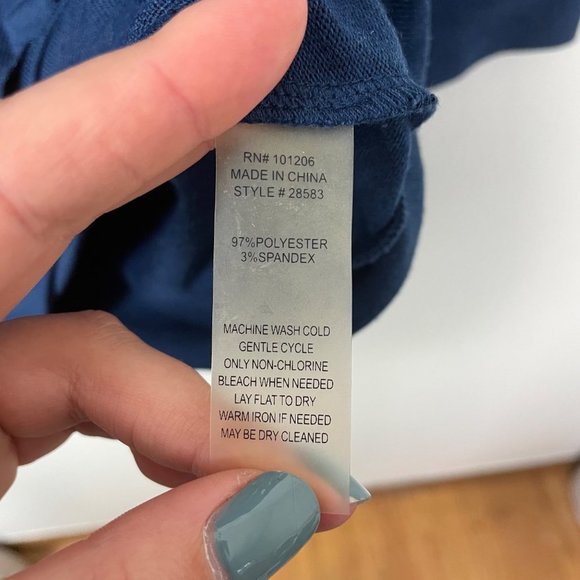 RN# 101206
MADE IN CHINA
STYLE # 28583
97%POLYESTER
3%SPANDEX
MACHINE WASH COLD
GENTLE CYCLE
ONLY NON-CHLORINE
BLEACH WHEN NEEDED
LAY FLAT TO DRY
WARM IRON IF NEEDED
MAY BE DRY CLEANED